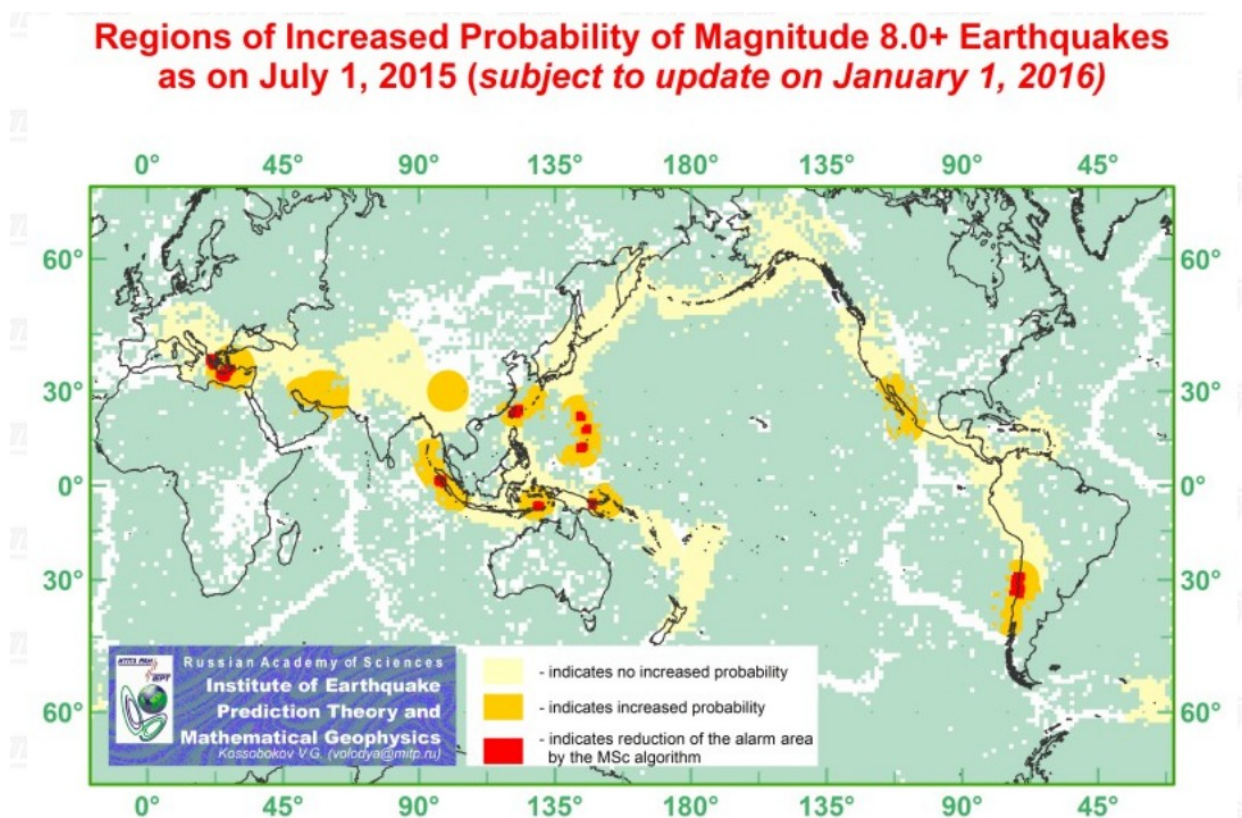 Regions of Increased Probability of Magnitude 8.0+ Earthquakes
as on July 1, 2015 (subject to update on January 1, 2016)
0° 45° 90° 135° 180° 135° 90° 45°
60° 60°
30° 30°
0° 0°
30° 30°
60° 60°
Russian Academy of Sciences
Institute of Earthquake
Prediction Theory and
Mathematical Geophysics
Kossobokov V.G. (volodya@mitp.ru)
- indicates no increased probability
- indicates increased probability
- indicates reduction of the alarm area
by the MSc algorithm
0° 45° 90° 135° 180° 135° 90° 45°